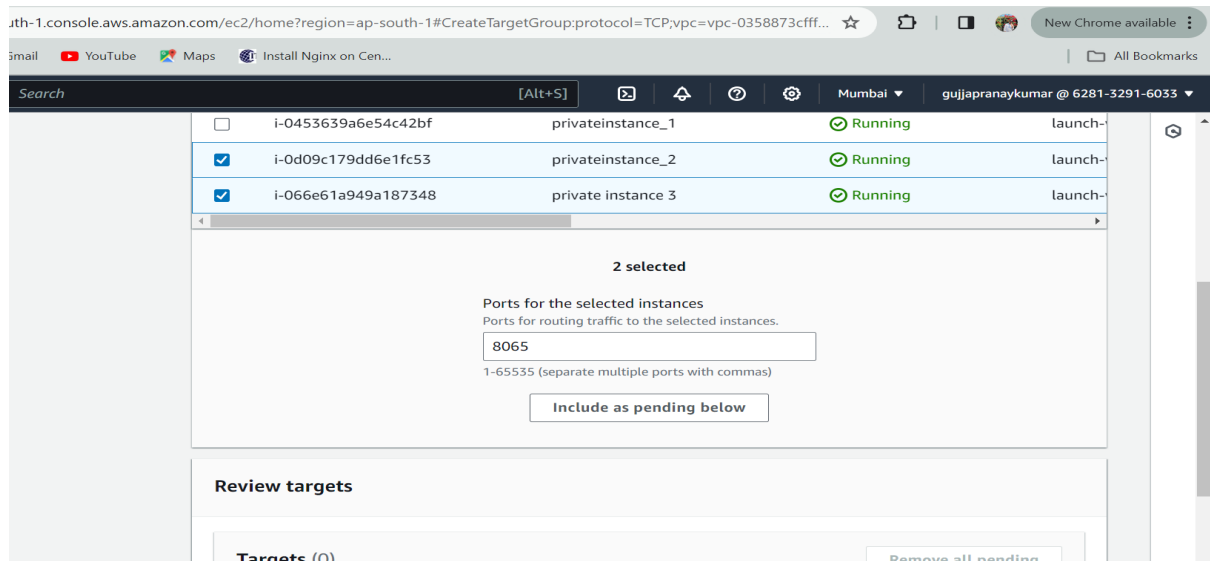 uth-1.console.aws.amazon.com/ec2/home?region=ap-south-1#CreateTargetGroup:protocol=TCP;vpc=vpc-0358873cfff... New Chrome available
Gmail YouTube Maps Install Nginx on Cen... All Bookmarks
Search [Alt+S] Mumbai gujjapranaykumar @ 6281-3291-6033
i-0453639a6e54c42bf privateinstance_1 Running launch-
i-0d09c179dd6e1fc53 privateinstance_2 Running launch-
i-066e61a949a187348 private instance 3 Running launch-
2 selected
Ports for the selected instances
Ports for routing traffic to the selected instances.
8065
1-65535 (separate multiple ports with commas)
Include as pending below
Review targets
Targets (0) Remove all pending